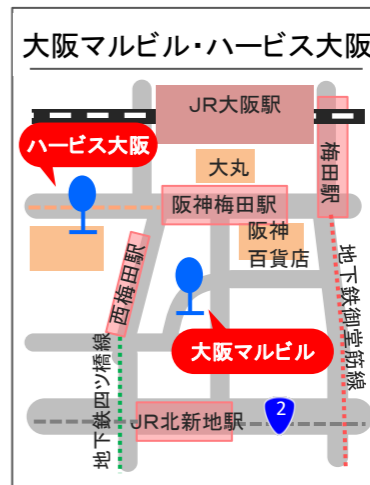 大阪マルビル・ハービス大阪
JR大阪駅
ハービス大阪
大丸
梅田駅
阪神梅田駅
阪神
百貨店
西梅田駅
地下鉄御堂筋線
大阪マルビル
地下鉄四ツ橋線
JR北新地駅
2